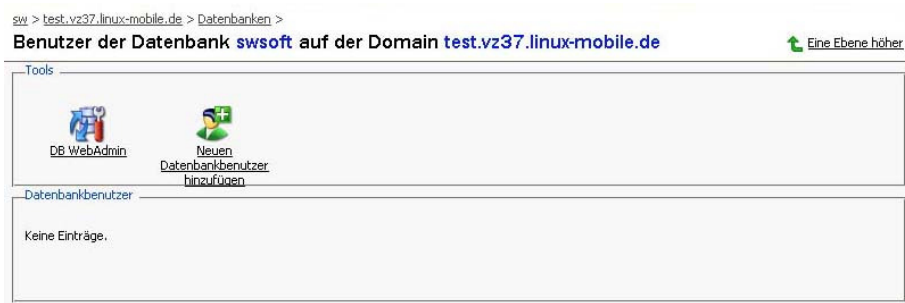 sw > test.vz37.linux-mobile.de > Datenbanken >
Benutzer der Datenbank swsoft auf der Domain test.vz37.linux-mobile.de
Eine Ebene höher
Tools
DB WebAdmin
Neuen
Datenbankbenutzer
hinzufügen
Datenbankbenutzer
Keine Einträge.